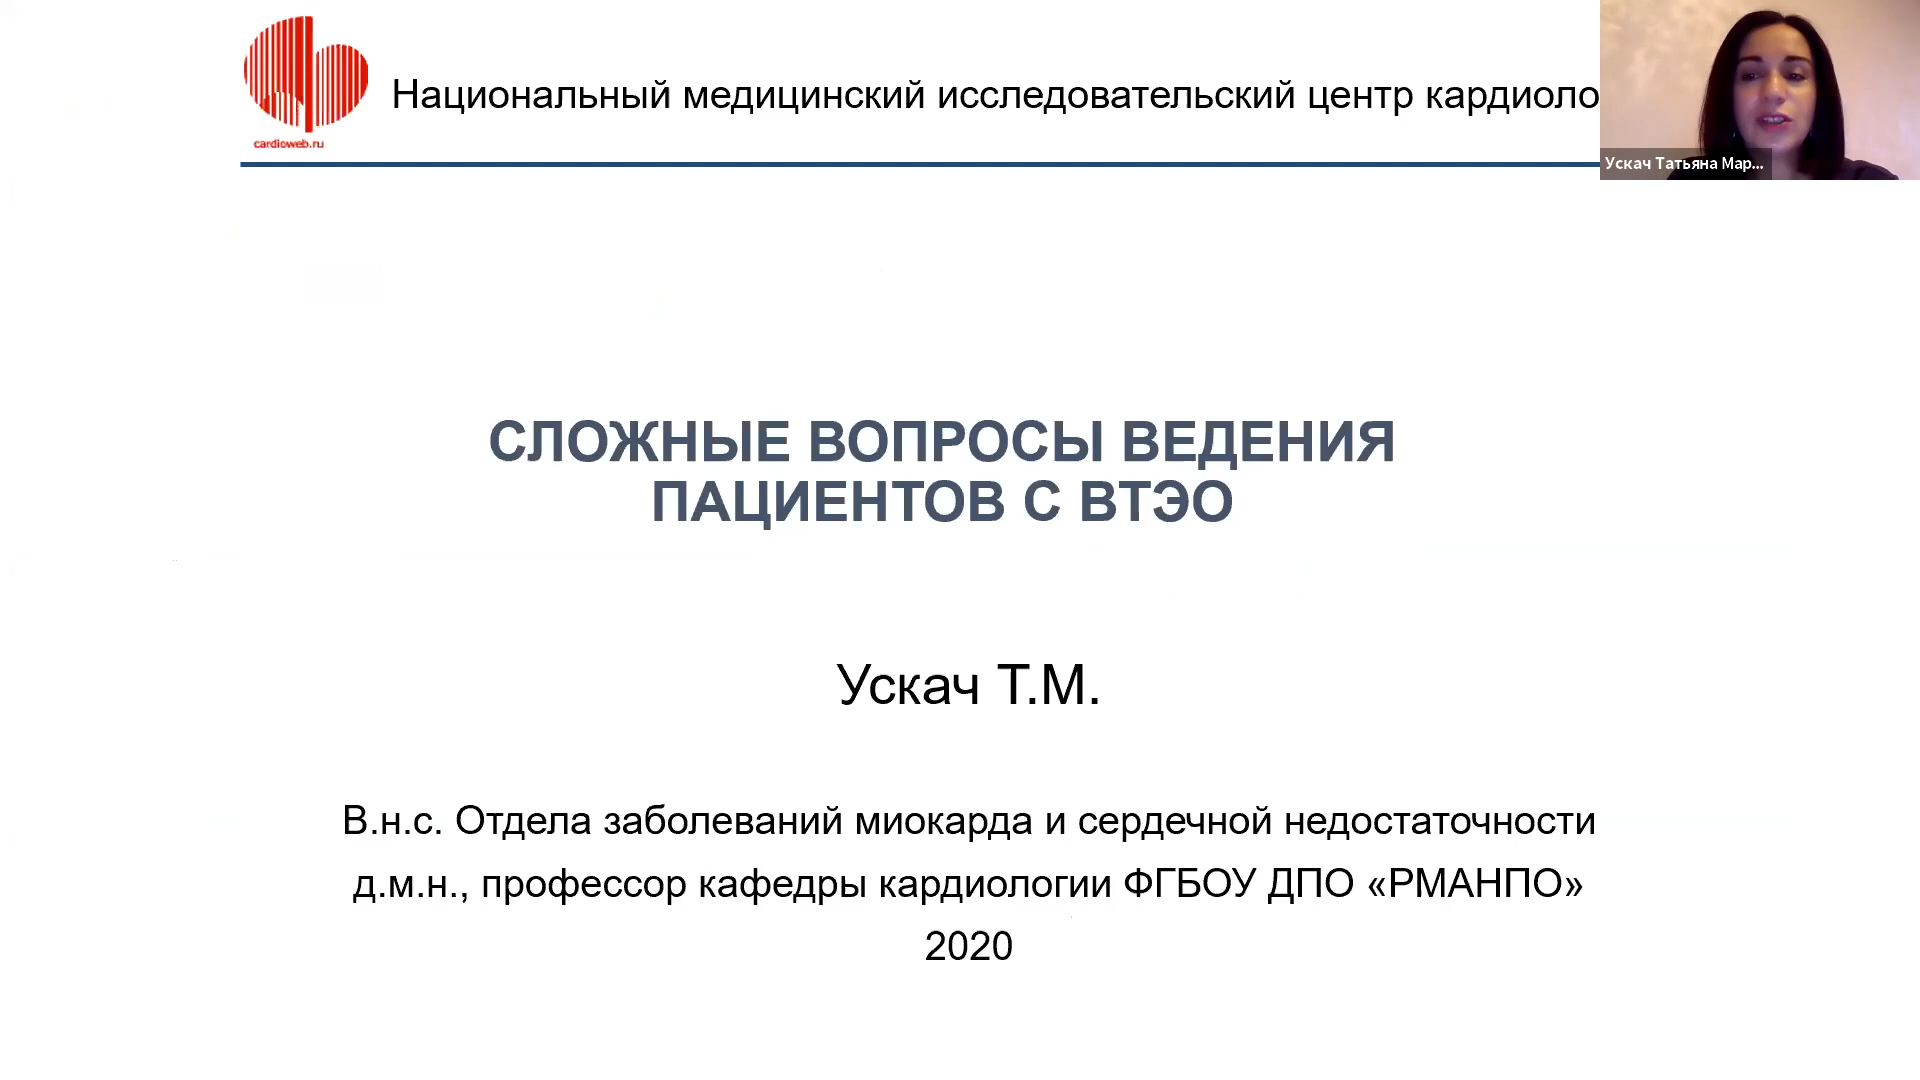 Национальный медицинский исследовательский центр кардиоло
cardioweb.ru
Ускач Татьяна Мар...
СЛОЖНЫЕ ВОПРОСЫ ВЕДЕНИЯ
ПАЦИЕНТОВ С ВТЭО
Ускач Т.М.
В.н.с. Отдела заболеваний миокарда и сердечной недостаточности
д.м.н., профессор кафедры кардиологии ФГБОУ ДПО «РМАНПО»
2020